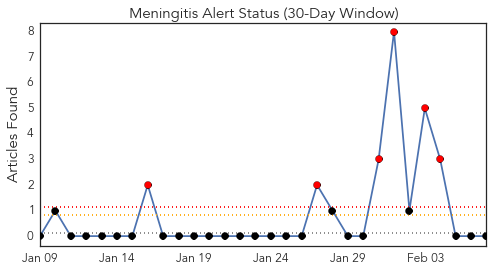 Meningitis Alert Status (30-Day Window)
Articles Found
8
7
6
5
4
3
2
1
0
Jan 09
Jan 14
Jan 19
Jan 24
Jan 29
Feb 03